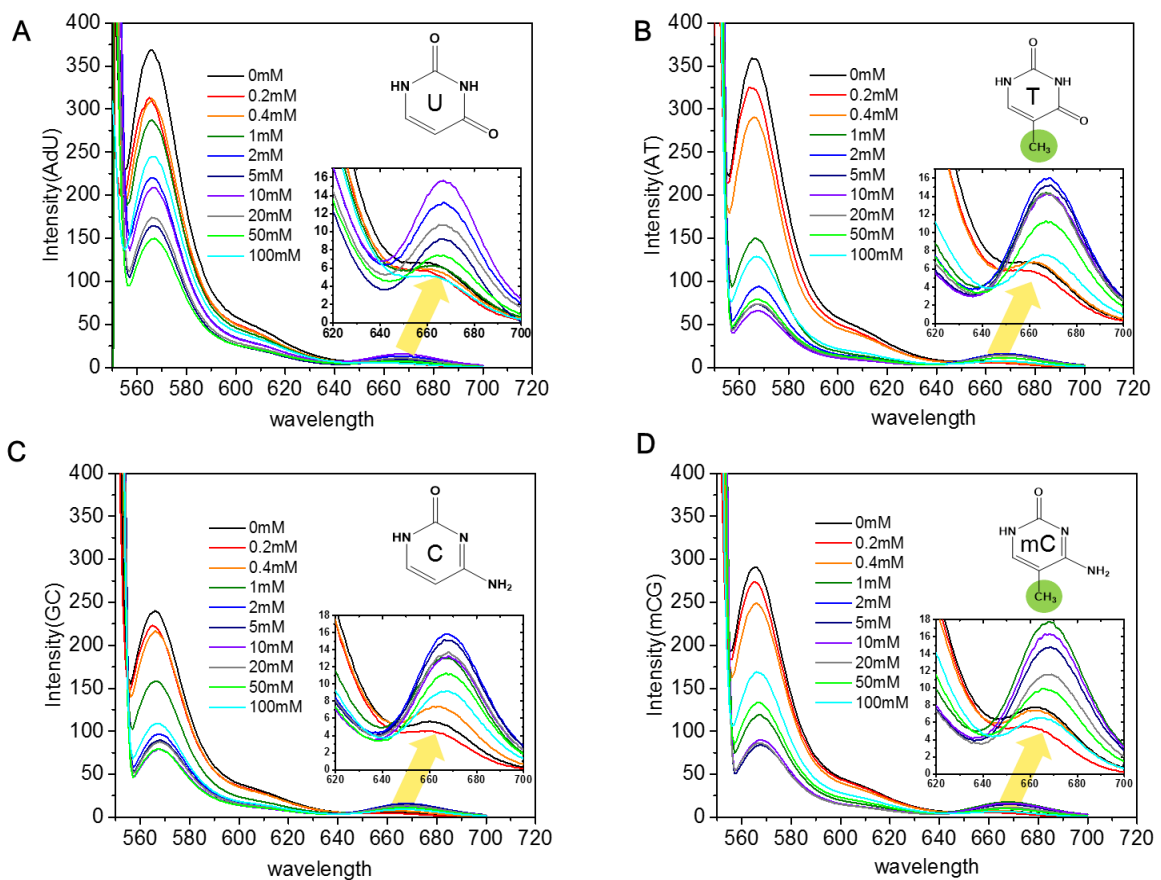 A
Intensity(AdU)
400
350
300
250
200
150
100
50
0
560 580 600 620 640 660 680 700 720
wavelength
0mM
0.2mM
0.4mM
1mM
2mM
5mM
10mM
20mM
50mM
100mM
O
HN NH
U
O
16
14
12
10
8
6
4
2
0
620 640 660 680 700
B
Intensity(AT)
400
350
300
250
200
150
100
50
0
560 580 600 620 640 660 680 700 720
wavelength
0mM
0.2mM
0.4mM
1mM
2mM
5mM
10mM
20mM
50mM
100mM
O
HN NH
T
O
CH3
16
14
12
10
8
6
4
2
0
620 640 660 680 700
C
Intensity(GC)
400
350
300
250
200
150
100
50
0
560 580 600 620 640 660 680 700 720
wavelength
0mM
0.2mM
0.4mM
1mM
2mM
5mM
10mM
20mM
50mM
100mM
O
HN N
C
NH2
18
16
14
12
10
8
6
4
2
0
620 640 660 680 700
D
Intensity(mCG)
400
350
300
250
200
150
100
50
0
560 580 600 620 640 660 680 700 720
wavelength
0mM
0.2mM
0.4mM
1mM
2mM
5mM
10mM
20mM
50mM
100mM
O
HN N
mC
NH2
CH3
18
16
14
12
10
8
6
4
2
0
620 640 660 680 700